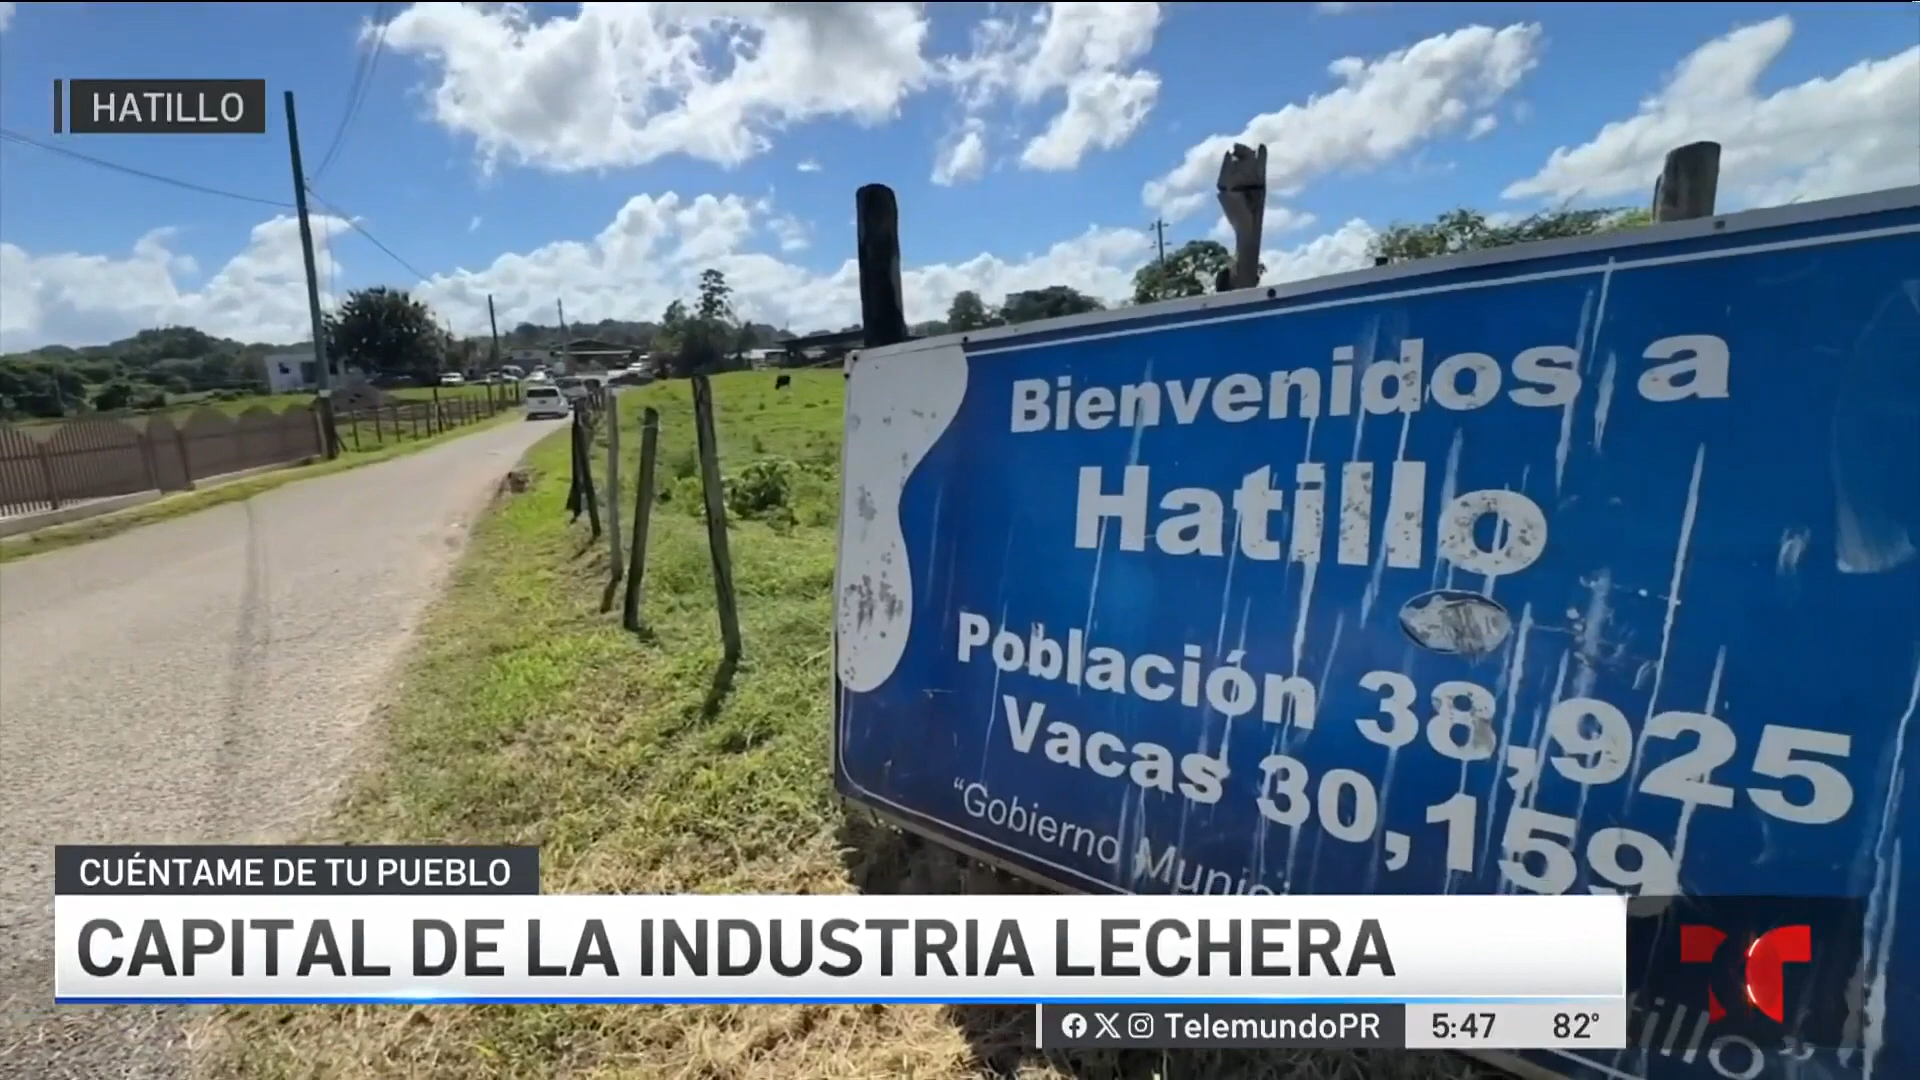 HATILLO
Bienvenidos a
Hatillo
Población 38,925
Vacas 30,159
"Gobierno
CUÉNTAME DE TU PUEBLO
CAPITAL DE LA INDUSTRIA LECHERA
TelemundoPR 5:47 82°